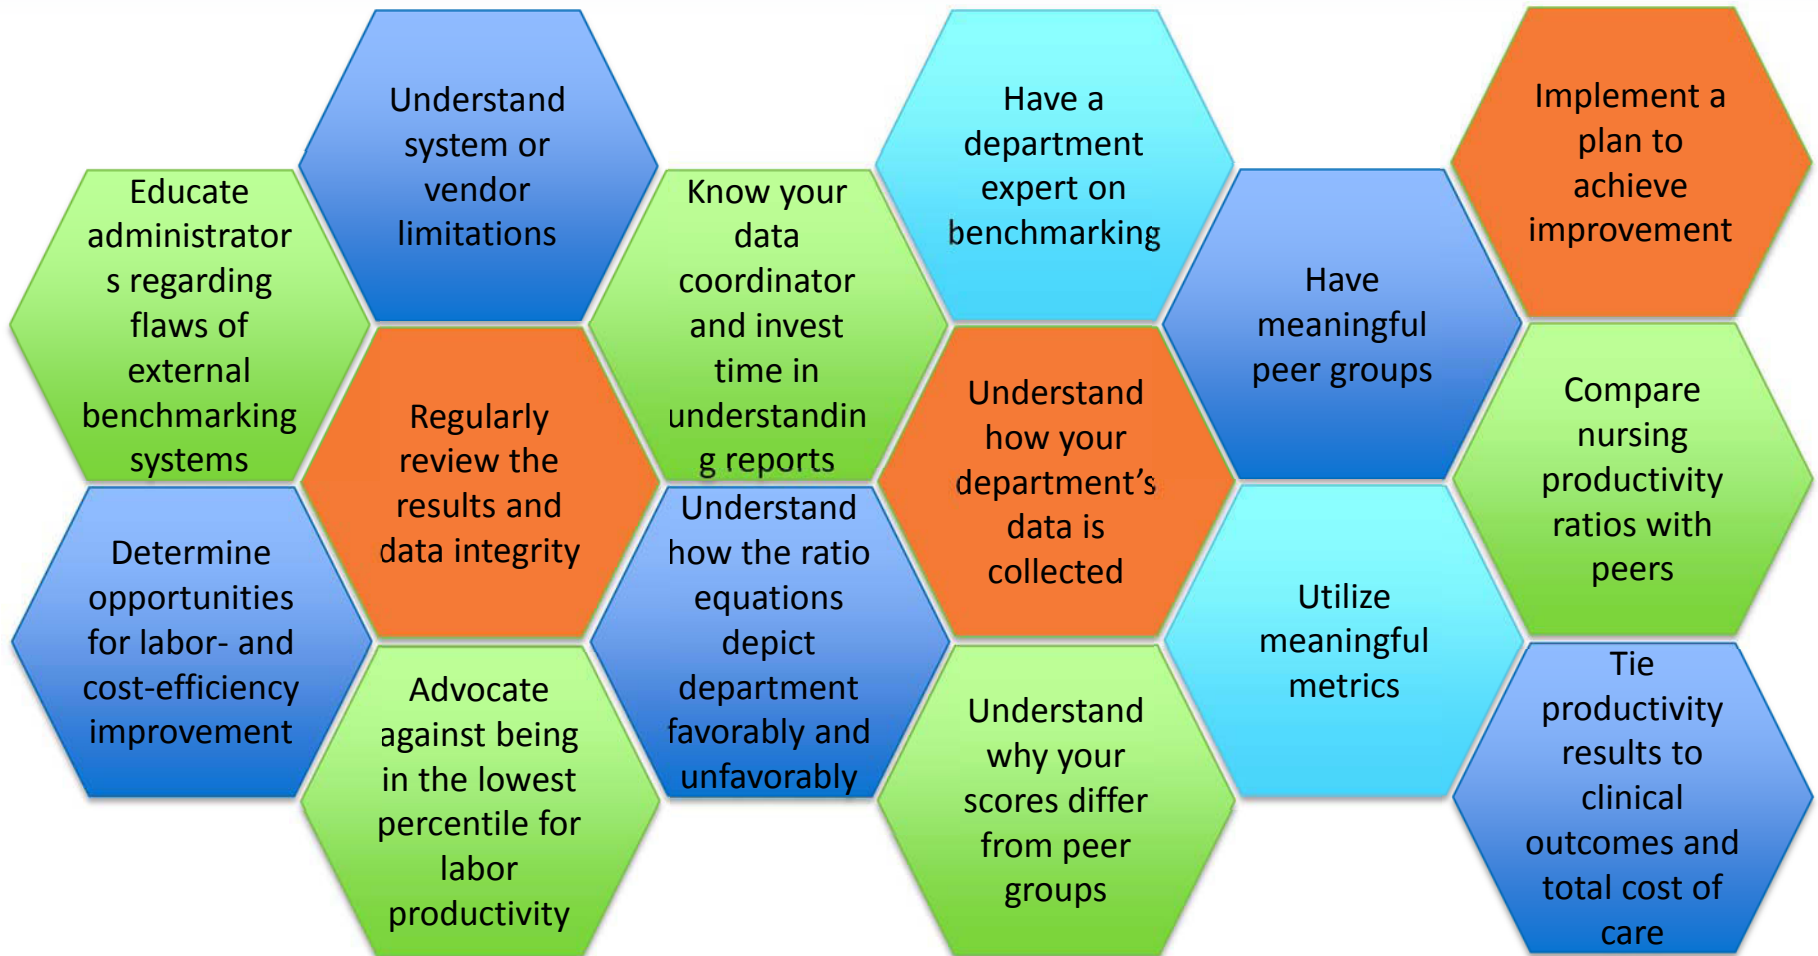 Educate
administrator
s regarding
flaws of
external
benchmarking
systems
Determine
opportunities
for labor- and
cost-efficiency
improvement
Understand
system or
vendor
limitations
Regularly
review the
results and
data integrity
Advocate
against being
in the lowest
percentile for
labor
productivity
Know your
data
coordinator
and invest
time in
understandin
g reports
Understand
how the ratio
equations
depict
department
favorably and
unfavorably
Have a
department
expert on
benchmarking
Understand
how your
department’s
data is
collected
Understand
why your
scores differ
from peer
groups
Have
meaningful
peer groups
Utilize
meaningful
metrics
Implement a
plan to
achieve
improvement
Compare
nursing
productivity
ratios with
peers
Tie
productivity
results to
clinical
outcomes and
total cost of
care